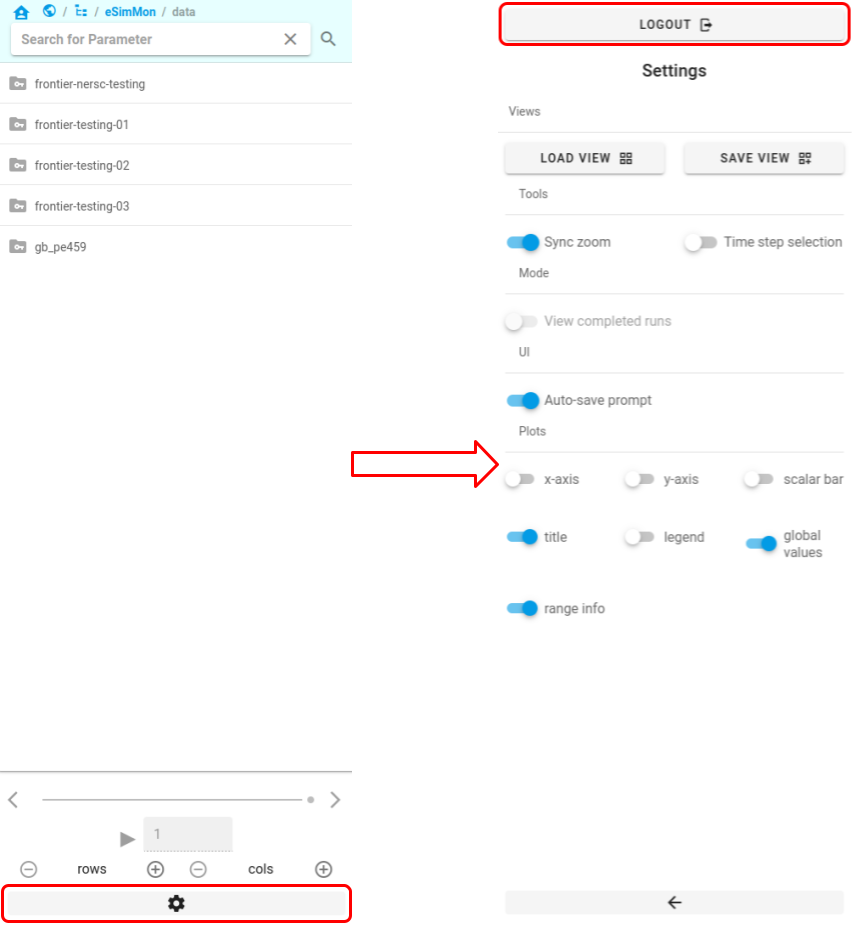 / / eSimMon / data
Search for Parameter
frontier-nersc-testing
frontier-testing-01
frontier-testing-02
frontier-testing-03
gb_pe459
1
rows cols
LOGOUT
Settings
Views
LOAD VIEW SAVE VIEW
Tools
Sync zoom Time step selection
Mode
View completed runs
UI
Auto-save prompt
Plots
x-axis y-axis scalar bar
title legend global
values
range info